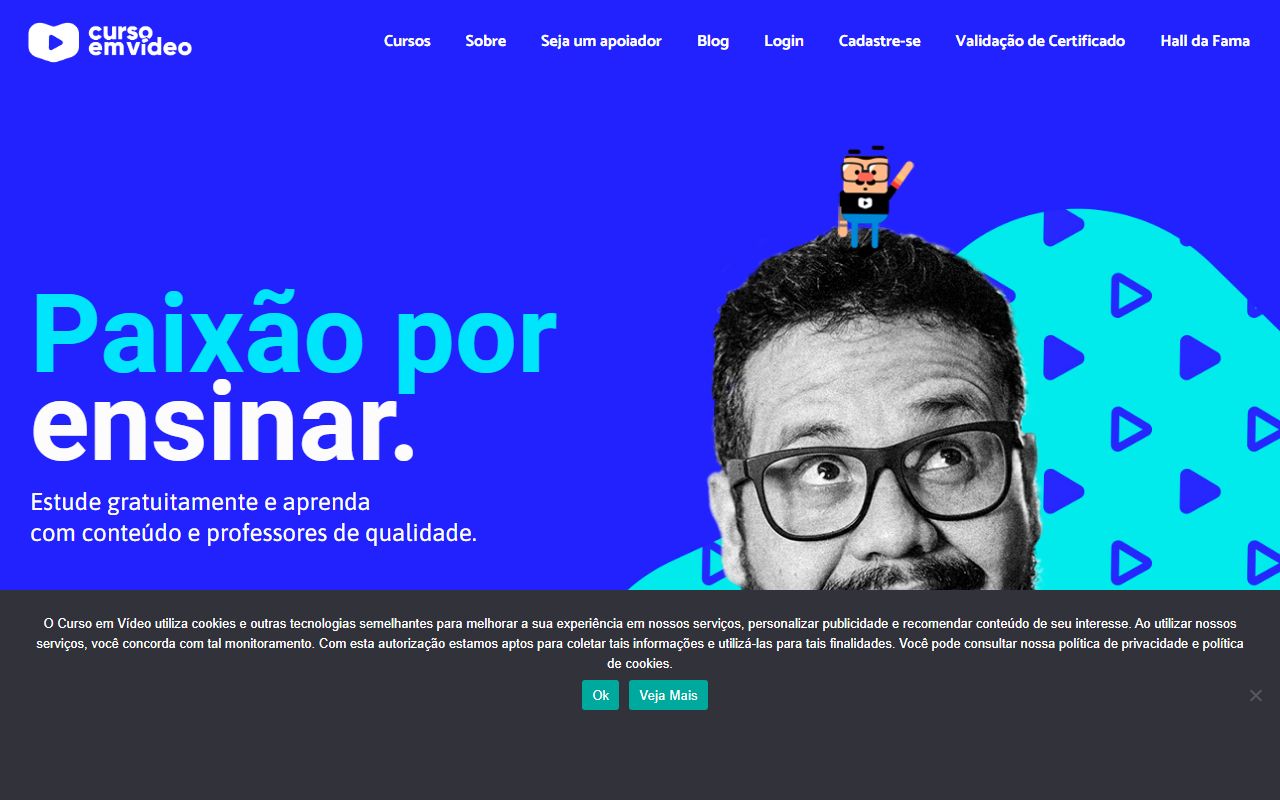 curso
emvídeo
Cursos
Sobre
Seja um apoiador
Blog
Login
Cadastre-se
Validação de Certificado
Hall da Fama
Paixão por
ensinar.
Estude gratuitamente e aprenda
com conteúdo e professores de qualidade.
O Curso em Vídeo utiliza cookies e outras tecnologias semelhantes para melhorar a sua experiência em nossos serviços, personalizar publicidade e recomendar conteúdo de seu interesse. Ao utilizar nossos
serviços, você concorda com tal monitoramento. Com esta autorização estamos aptos para coletar tais informações e utilizá-las para tais finalidades. Você pode consultar nossa política de privacidade e política
de cookies.
Ok
Veja Mais